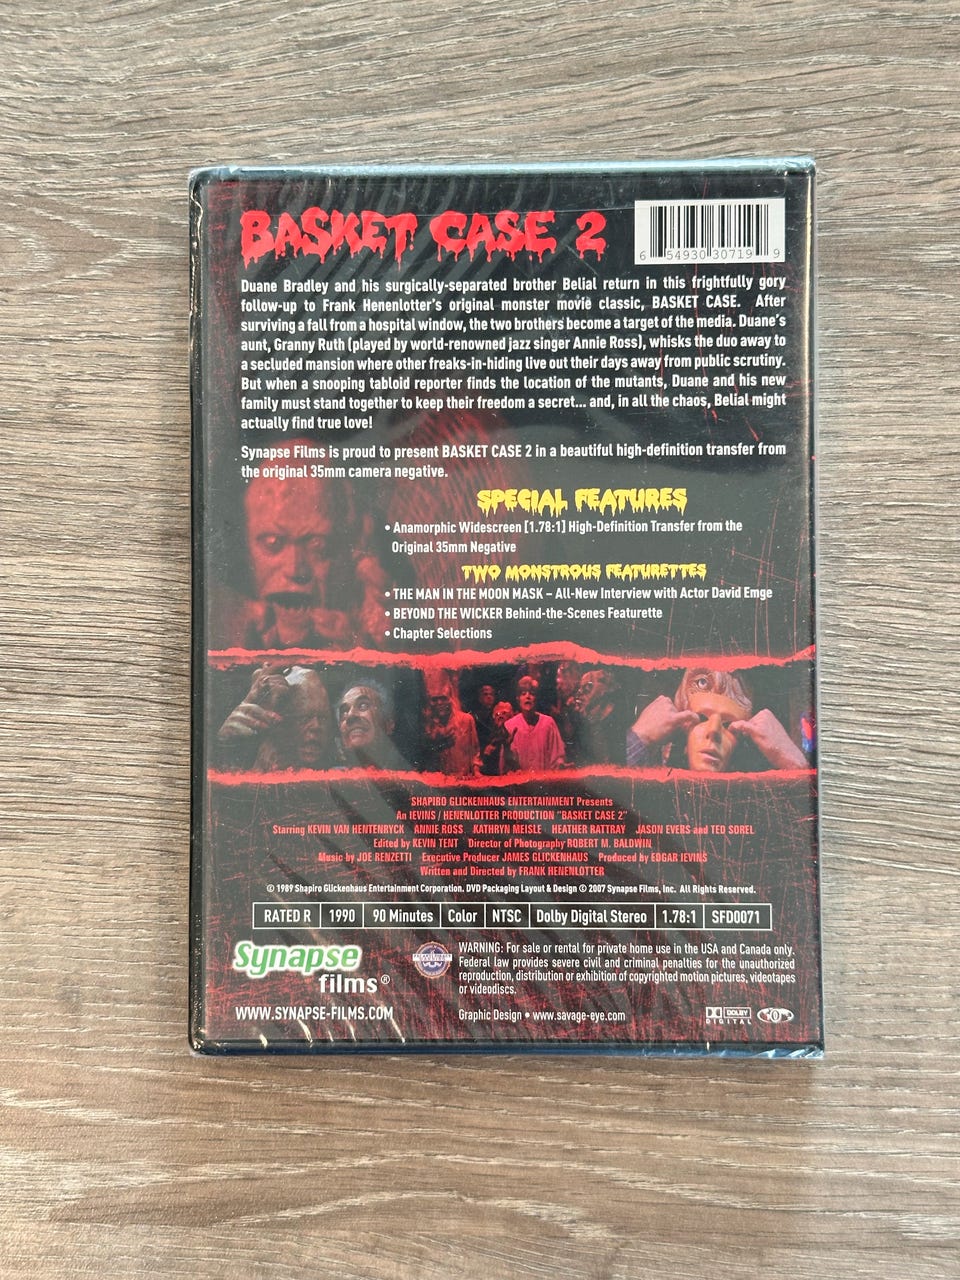 BASKET CASE 2
6 54930 30719 9
Duane Bradley and his surgically-separated brother Belial return in this frightfully gory
follow-up to Frank Henenlotter's original monster movie classic, BASKET CASE. After
surviving a fall from a hospital window, the two brothers become a target of the media. Duane's
aunt, Granny Ruth (played by world-renowned jazz singer Annie Ross), whisks the duo away to
a secluded mansion where other freaks-in-hiding live out their days away from public scrutiny.
But when a snooping tabloid reporter finds the location of the mutants, Duane and his new
family must stand together to keep their freedom a secret... and, in all the chaos, Belial might
actually find true love!
Synapse Films is proud to present BASKET CASE 2 in a beautiful high-definition transfer from
the original 35mm camera negative.
SPECIAL FEATURES
• Anamorphic Widescreen [1.78:1] High-Definition Transfer from the
Original 35mm Negative
TWO MONSTROUS FEATURETTES
• THE MAN IN THE MOON MASK – All-New Interview with Actor David Emge
• BEYOND THE WICKER Behind-the-Scenes Featurette
• Chapter Selections
SHAPIRO GLICKENHAUS ENTERTAINMENT Presents
An IEVINS / HENENLOTTER PRODUCTION "BASKET CASE 2"
Starring KEVIN VAN HENTENRYCK ANNIE ROSS KATHRYN MEISLE HEATHER RATTRAY JASON EVERS and TED SOREL
Edited by KEVIN TENT Director of Photography ROBERT M. BALDWIN
Music by JOE RENZETTI Executive Producer JAMES GLICKENHAUS Produced by EDGAR IEVINS
Written and Directed by FRANK HENENLOTTER
© 1989 Shapiro Glickenhaus Entertainment Corporation. DVD Packaging Layout & Design © 2007 Synapse Films, Inc. All Rights Reserved.
RATED R 1990 90 Minutes Color NTSC Dolby Digital Stereo 1.78:1 SFD0071
Synapse
films®
WWW.SYNAPSE-FILMS.COM
WARNING: For sale or rental for private home use in the USA and Canada only.
Federal law provides severe civil and criminal penalties for the unauthorized
reproduction, distribution or exhibition of copyrighted motion pictures, videotapes
or videodiscs.
Graphic Design • www.savage-eye.com
DOLBY
DIGITAL